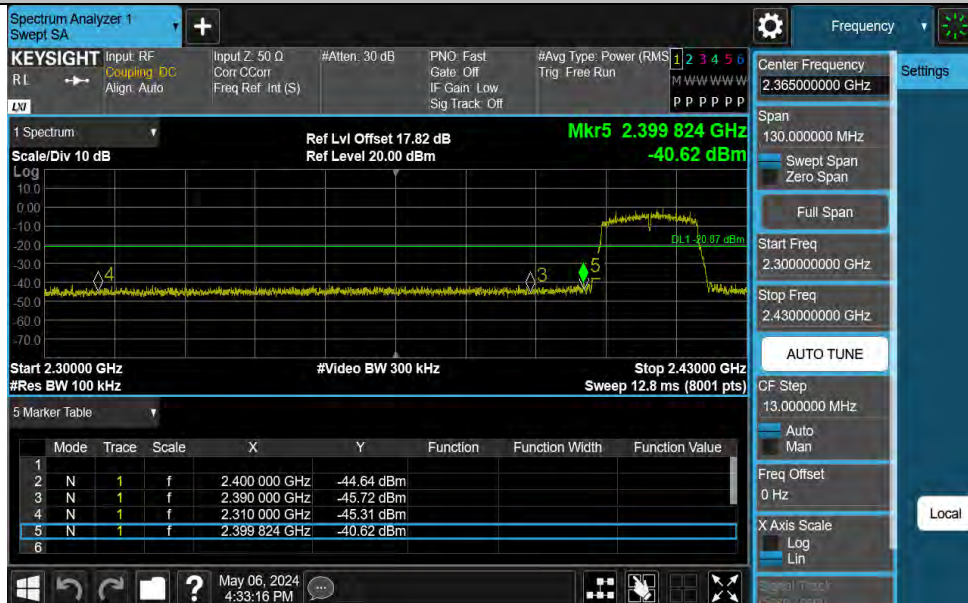 Spectrum Analyzer 1
Swept SA
+
Frequency
KEYSIGHT
RL
LXI
Input: RF
Coupling: DC
Align: Auto
Input Z: 50 Ω
Corr CCorr
Freq Ref: Int (S)
#Atten: 30 dB
PNO: Fast
Gate: Off
IF Gain: Low
Sig Track: Off
#Avg Type: Power (RMS
Trig: Free Run
1 2 3 4 5 6
M W W W W W
P P P P P P
Center Frequency
2.365000000 GHz
Settings
1 Spectrum
Ref Lvl Offset 17.82 dB
Mkr5 2.399 824 GHz
Scale/Div 10 dB
Ref Level 20.00 dBm
-40.62 dBm
Span
130.000000 MHz
Swept Span
Zero Span
Full Span
Log
10.0
0.00
-10.0
-20.0
-30.0
-40.0
-50.0
-60.0
-70.0
DL1 -20.87 dBm
4
3
5
Start Freq
2.300000000 GHz
Stop Freq
2.430000000 GHz
AUTO TUNE
Start 2.30000 GHz
#Video BW 300 kHz
Stop 2.43000 GHz
#Res BW 100 kHz
Sweep 12.8 ms (8001 pts)
CF Step
13.000000 MHz
Auto
Man
5 Marker Table
Mode Trace Scale X Y Function Function Width Function Value
1
2 N 1 f 2.400 000 GHz -44.64 dBm
3 N 1 f 2.390 000 GHz -45.72 dBm
4 N 1 f 2.310 000 GHz -45.31 dBm
5 N 1 f 2.399 824 GHz -40.62 dBm
6
Freq Offset
0 Hz
Local
X Axis Scale
Log
Lin
Signal Track
?
May 06, 2024
4:33:16 PM